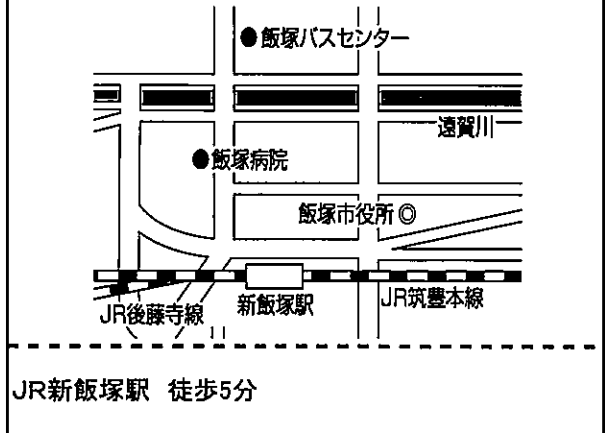 ●飯塚バスセンター
遠賀川
●飯塚病院
飯塚市役所◎
JR後藤寺線
新飯塚駅
JR筑豊本線
JR新飯塚駅 徒歩5分